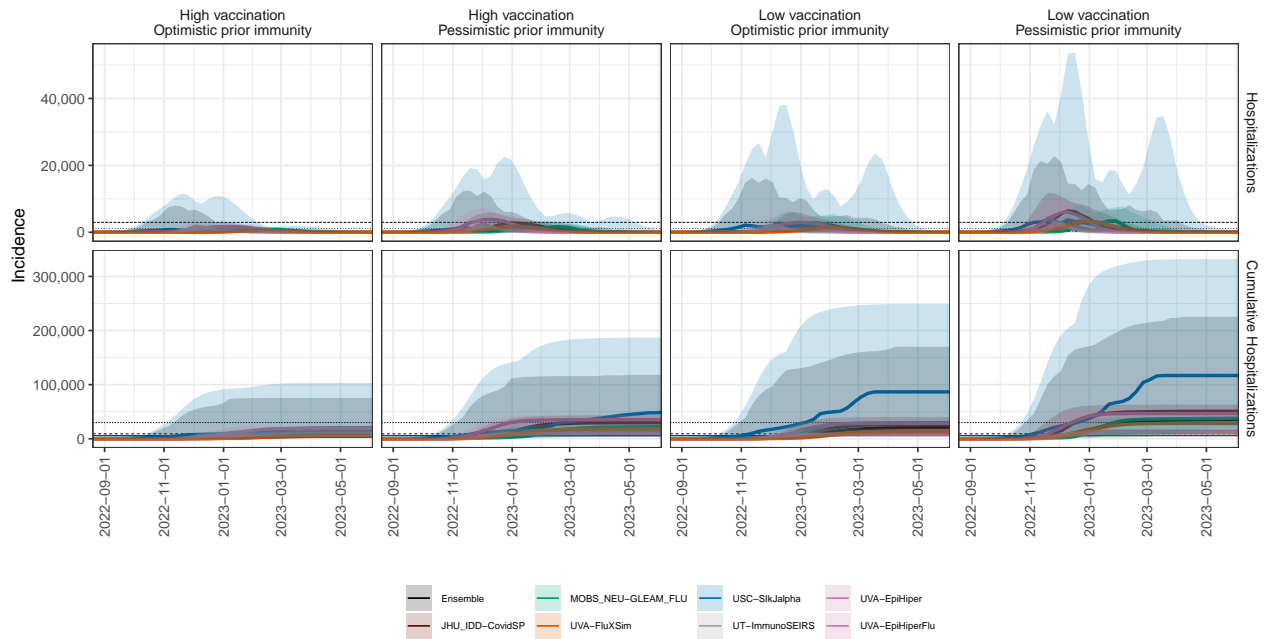 High vaccination
Optimistic prior immunity
High vaccination
Pessimistic prior immunity
Low vaccination
Optimistic prior immunity
Low vaccination
Pessimistic prior immunity
Incidence
40,000
20,000
0
Hospitalizations
300,000
200,000
100,000
0
Cumulative Hospitalizations
2022−09−01
2022−11−01
2023−01−01
2023−03−01
2023−05−01
2022−09−01
2022−11−01
2023−01−01
2023−03−01
2023−05−01
2022−09−01
2022−11−01
2023−01−01
2023−03−01
2023−05−01
2022−09−01
2022−11−01
2023−01−01
2023−03−01
2023−05−01
Ensemble
MOBS_NEU−GLEAM_FLU
USC−SIkJalpha
UVA−EpiHiper
JHU_IDD−CovidSP
UVA−FluXSim
UT−ImmunoSEIRS
UVA−EpiHiperFlu